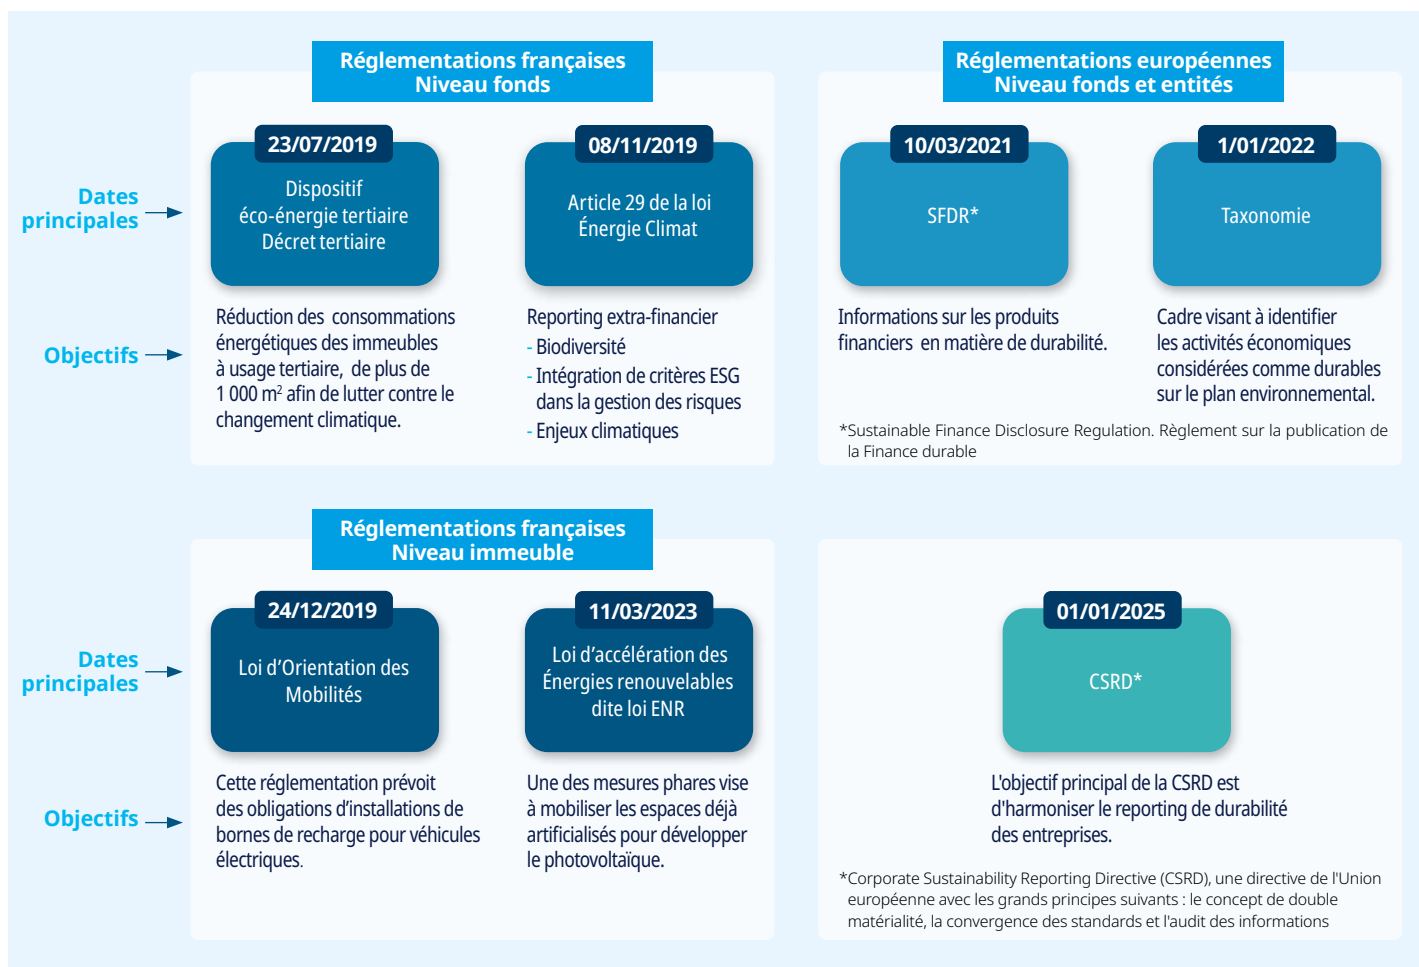 Réglementations françaises
Niveau fonds
Dates
principales
23/07/2019
Dispositif
éco-énergie tertiaire
Décret tertiaire
08/11/2019
Article 29 de la loi
Énergie Climat
Objectifs
Réduction des consommations
énergétiques des immeubles
à usage tertiaire, de plus de
1 000 m² afin de lutter contre le
changement climatique.
Reporting extra-financier
- Biodiversité
- Intégration de critères ESG
dans la gestion des risques
- Enjeux climatiques
Réglementations européennes
Niveau fonds et entités
10/03/2021
SFDR*
1/01/2022
Taxonomie
Informations sur les produits
financiers en matière de durabilité.
Cadre visant à identifier
les activités économiques
considérées comme durables
sur le plan environnemental.
*Sustainable Finance Disclosure Regulation. Règlement sur la publication de
la Finance durable
Réglementations françaises
Niveau immeuble
Dates
principales
24/12/2019
Loi d’Orientation des
Mobilités
11/03/2023
Loi d’accélération des
Énergies renouvelables
dite loi ENR
Objectifs
Cette réglementation prévoit
des obligations d’installations de
bornes de recharge pour véhicules
électriques.
Une des mesures phares vise
à mobiliser les espaces déjà
artificialisés pour développer
le photovoltaïque.
01/01/2025
CSRD*
L'objectif principal de la CSRD est
d'harmoniser le reporting de durabilité
des entreprises.
*Corporate Sustainability Reporting Directive (CSRD), une directive de l'Union
européenne avec les grands principes suivants : le concept de double
matérialité, la convergence des standards et l'audit des informations